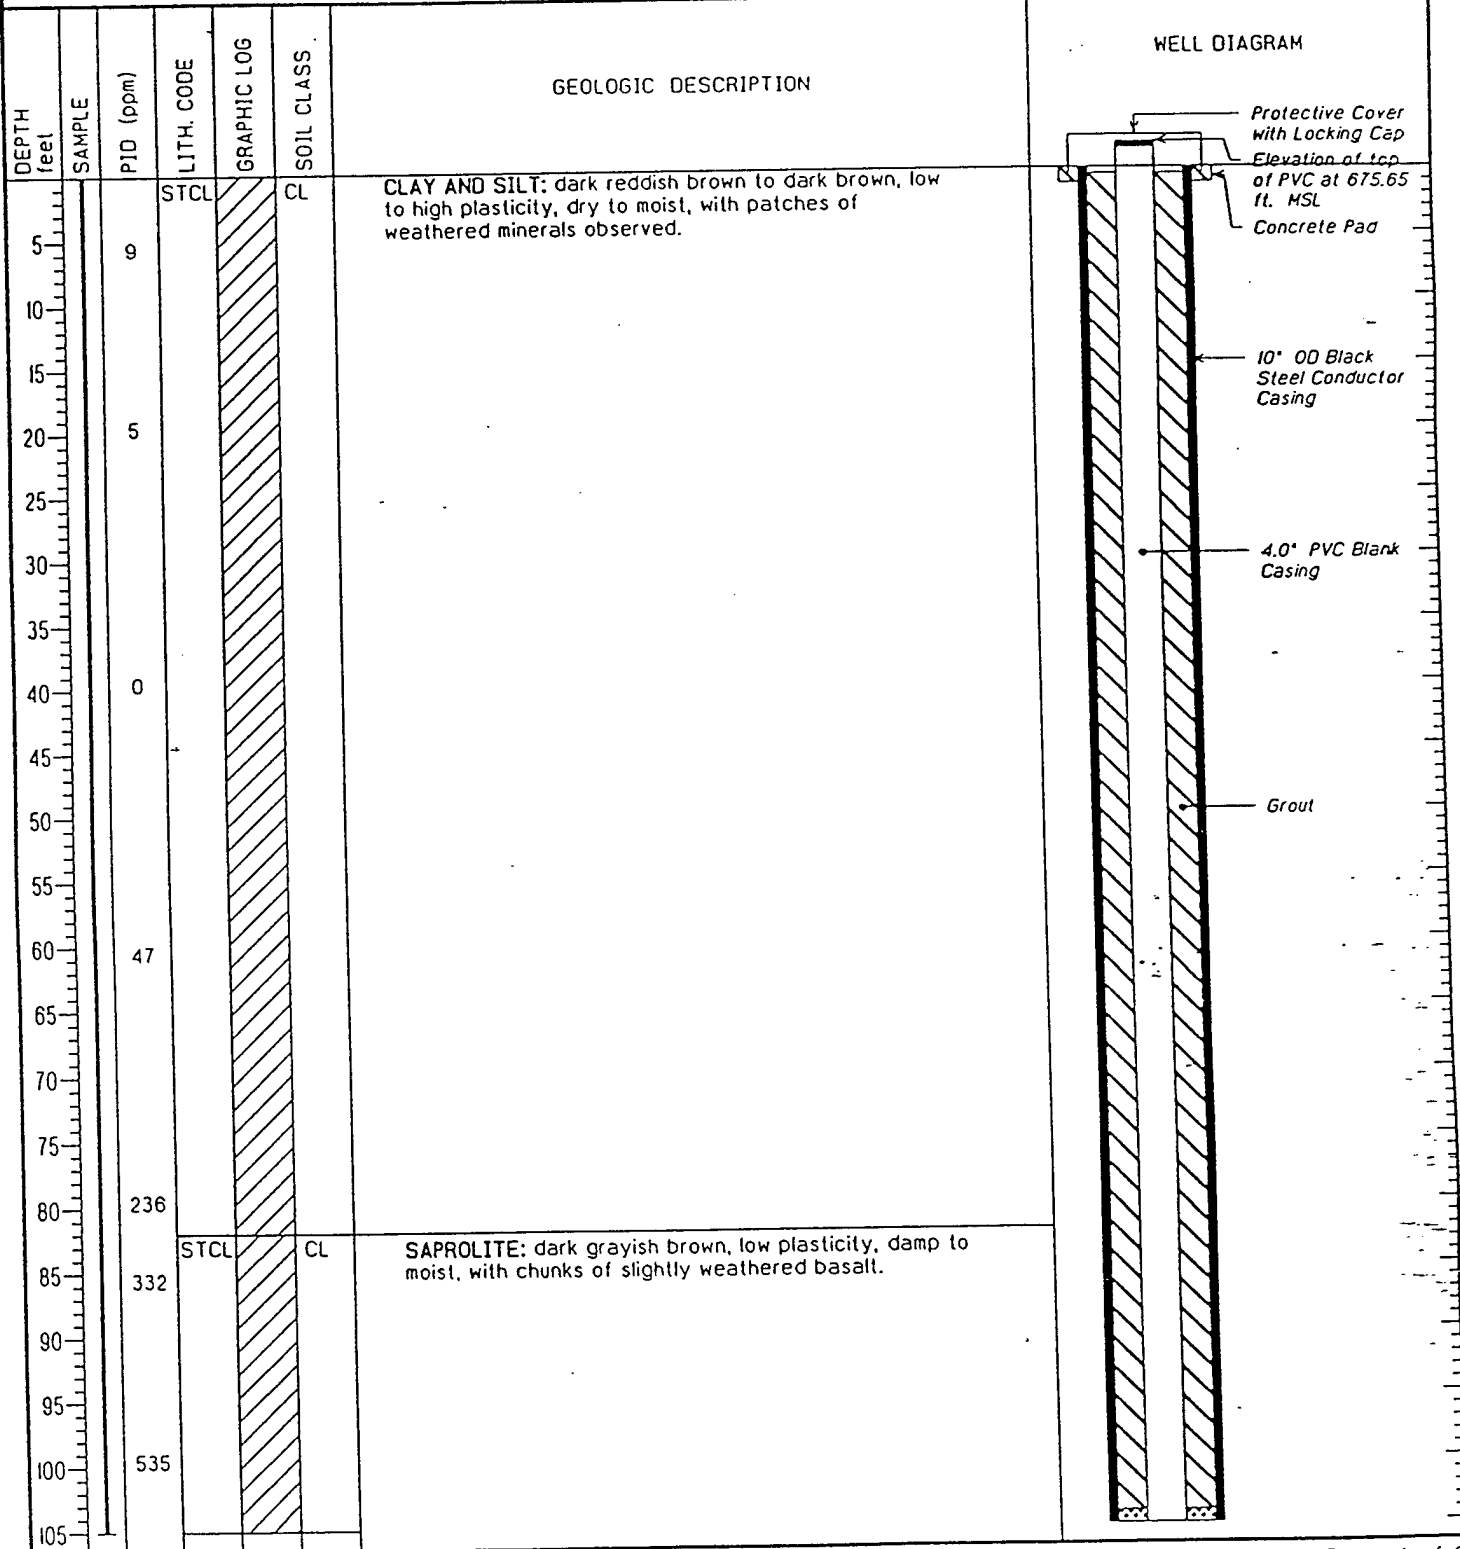 DEPTH
feet
SAMPLE
PID (ppm)
LITH. CODE
GRAPHIC LOG
SOIL CLASS
GEOLOGIC DESCRIPTION
WELL DIAGRAM
Protective Cover
with Locking Cap
Elevation of top
of PVC at 675.65
ft. MSL
Concrete Pad
STCL
CL
CLAY AND SILT: dark reddish brown to dark brown, low
to high plasticity, dry to moist, with patches of
weathered minerals observed.
5
9
10
10" OD Black
Steel Conductor
Casing
15
20
5
25
30
4.0" PVC Blank
Casing
35
40
0
45
50
Grout
55
60
47
65
70
75
80
236
STCL
CL
SAPROLITE: dark grayish brown, low plasticity, damp to
moist, with chunks of slightly weathered basalt.
85
332
90
95
100
535
105